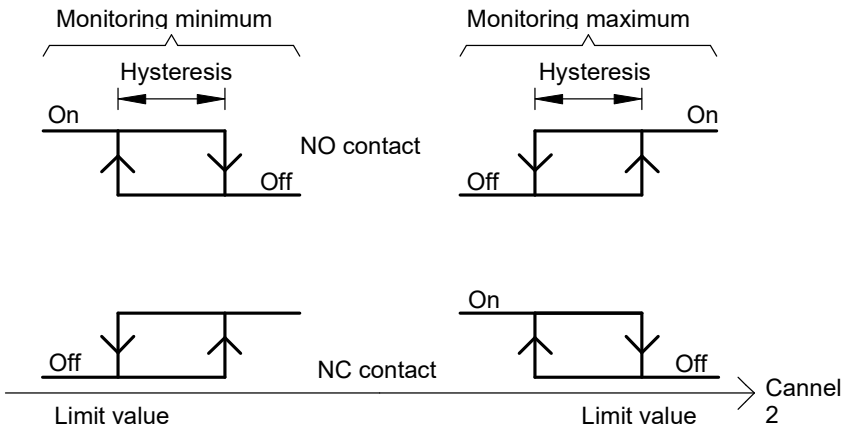 Monitoring minimum
Monitoring maximum
Hysteresis
Hysteresis
On
On
NO contact
Off
Off
On
Off
NC contact
Off
Limit value
Limit value
Cannel
2